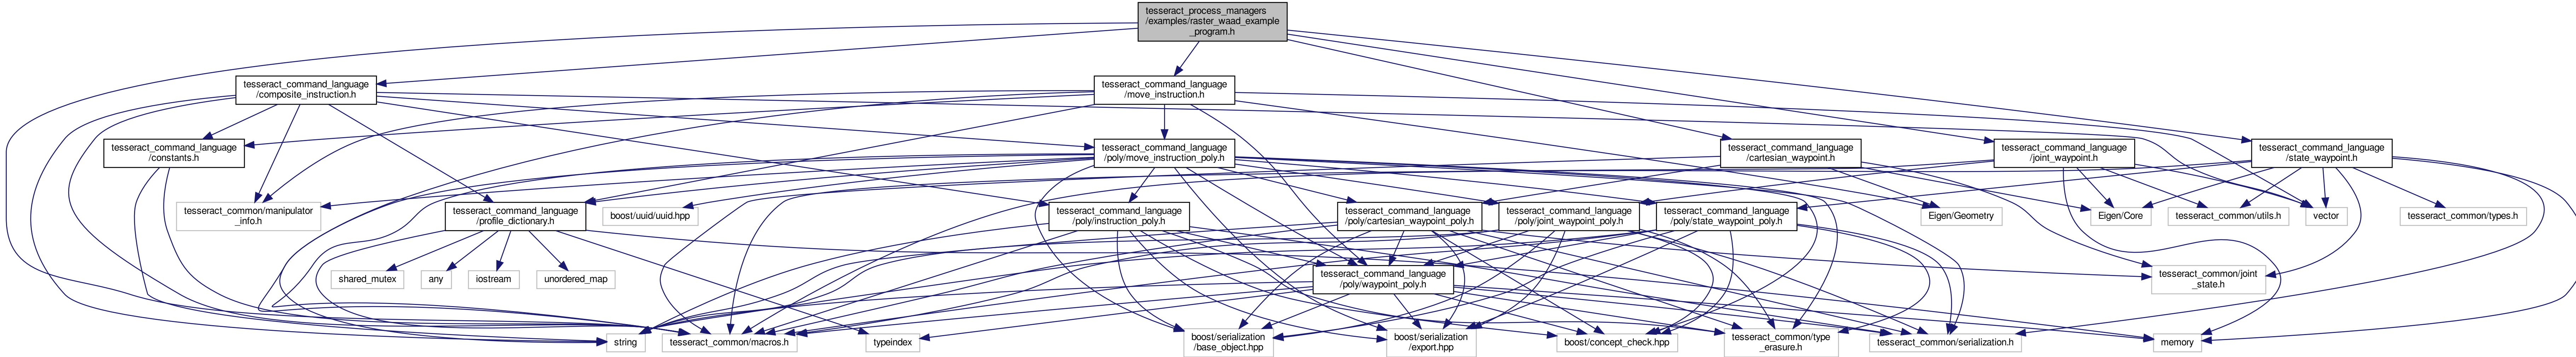 tesseract_process_managers
/examples/raster_waad_example
_program.h
tesseract_command_language
/composite_instruction.h
tesseract_command_language
/move_instruction.h
tesseract_command_language
/constants.h
tesseract_command_language
/poly/move_instruction_poly.h
tesseract_command_language
/cartesian_waypoint.h
tesseract_command_language
/joint_waypoint.h
tesseract_command_language
/state_waypoint.h
tesseract_common/manipulator
_info.h
tesseract_command_language
/profile_dictionary.h
boost/uuid/uuid.hpp
tesseract_command_language
/poly/instruction_poly.h
tesseract_command_language
/poly/cartesian_waypoint_poly.h
tesseract_command_language
/poly/joint_waypoint_poly.h
tesseract_command_language
/poly/state_waypoint_poly.h
Eigen/Geometry
Eigen/Core
tesseract_common/utils.h
vector
tesseract_common/types.h
shared_mutex
any
iostream
unordered_map
tesseract_command_language
/poly/waypoint_poly.h
tesseract_common/joint
_state.h
string
tesseract_common/macros.h
typeindex
boost/serialization
/base_object.hpp
boost/serialization
/export.hpp
boost/concept_check.hpp
tesseract_common/type
_erasure.h
tesseract_common/serialization.h
memory